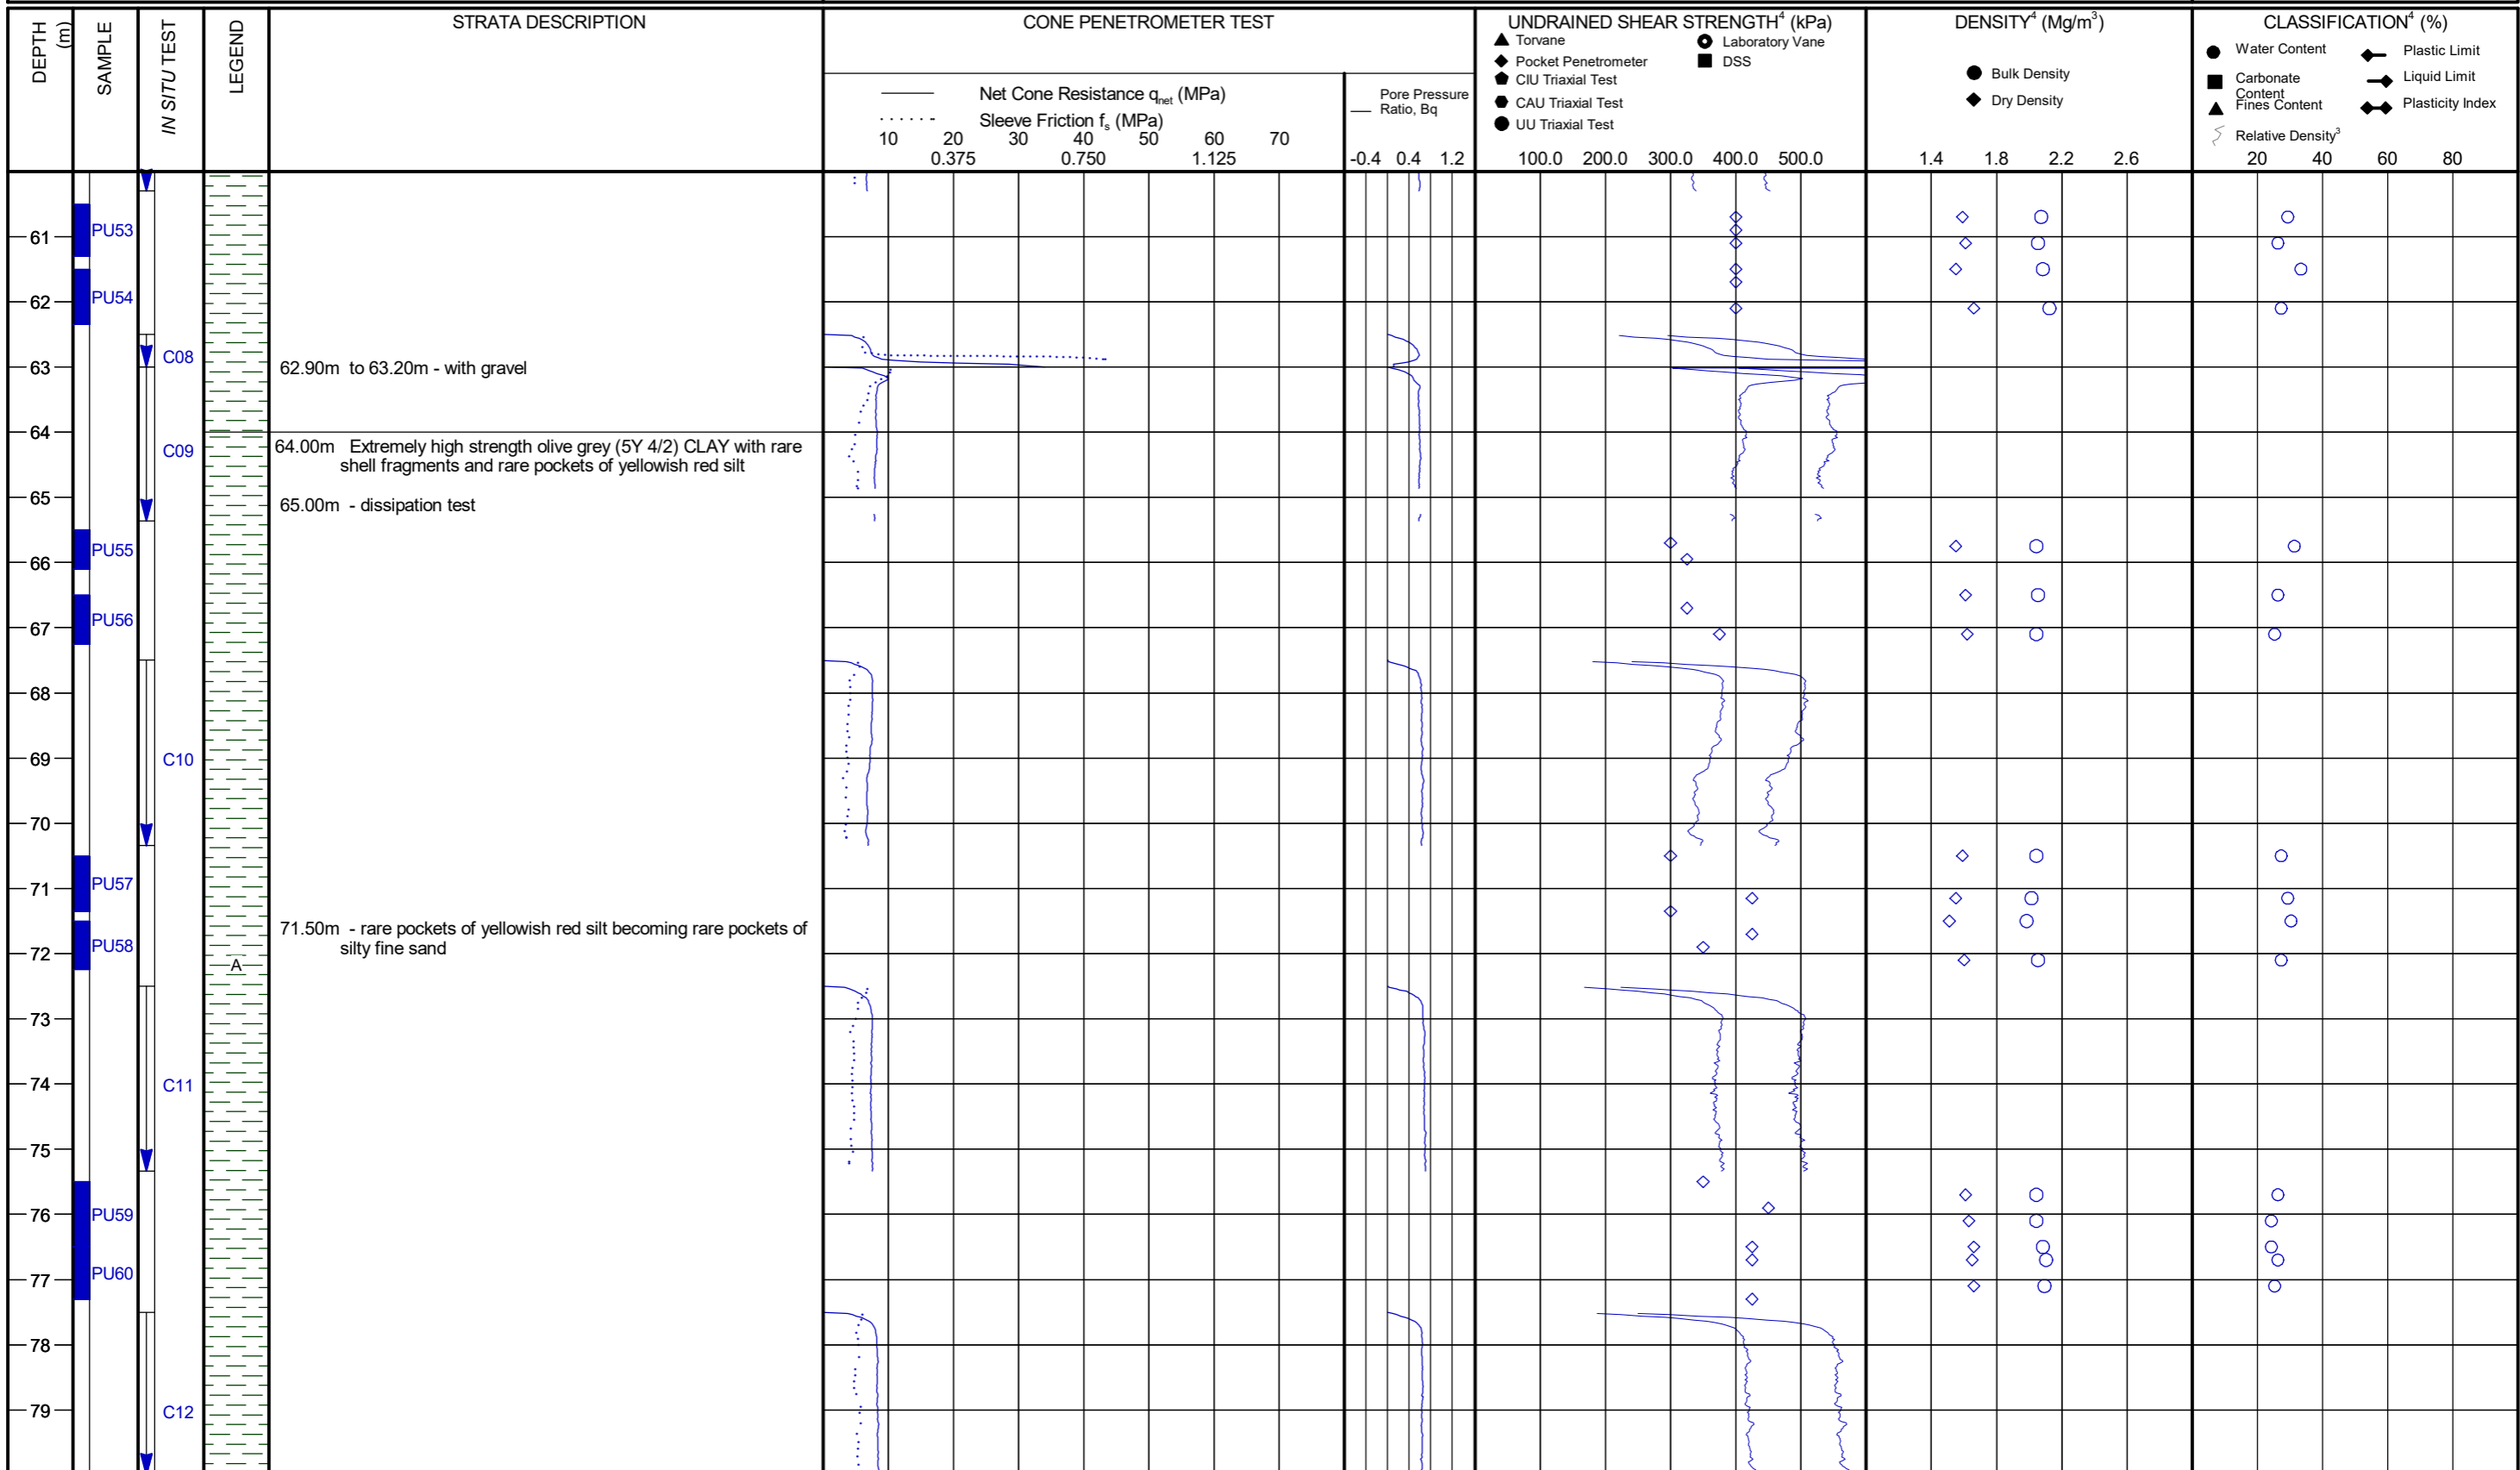 DEPTH (m)
SAMPLE
IN SITU TEST
LEGEND
STRATA DESCRIPTION
CONE PENETROMETER TEST
Net Cone Resistance qnet (MPa)
Sleeve Friction fs (MPa)
10 20 30 40 50 60 70
0.375 0.750 1.125
Pore Pressure
Ratio, Bq
-0.4 0.4 1.2
UNDRAINED SHEAR STRENGTH⁴ (kPa)
Torvane
Pocket Penetrometer
CIU Triaxial Test
CAU Triaxial Test
UU Triaxial Test
Laboratory Vane
DSS
100.0 200.0 300.0 400.0 500.0
DENSITY⁴ (Mg/m³)
Bulk Density
Dry Density
1.4 1.8 2.2 2.6
CLASSIFICATION⁴ (%)
Water Content
Carbonate
Content
Fines Content
Relative Density³
Plastic Limit
Liquid Limit
Plasticity Index
20 40 60 80
PU53
61
PU54
62
C08
63
62.90m to 63.20m - with gravel
64
C09
64.00m Extremely high strength olive grey (5Y 4/2) CLAY with rare
shell fragments and rare pockets of yellowish red silt
65
65.00m - dissipation test
PU55
66
PU56
67
68
69
C10
70
PU57
71
71.50m - rare pockets of yellowish red silt becoming rare pockets of
silty fine sand
PU58
72
A
73
74
C11
75
PU59
76
PU60
77
78
79
C12